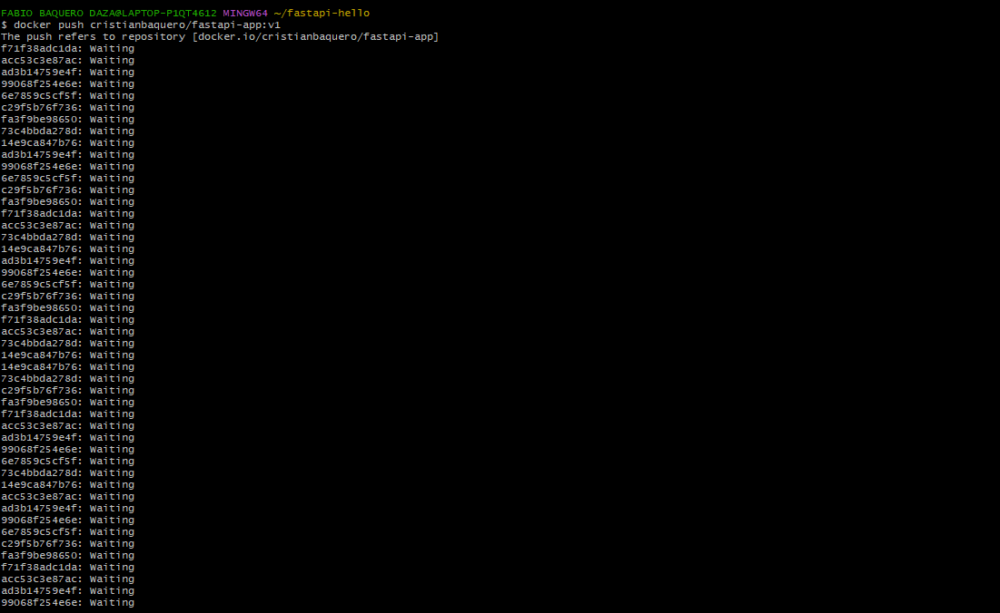 FABIO BAQUERO DAZA@LAPTOP-P1QT4612 MINGW64 ~/fastapi-hello
$ docker push cristianbaquero/fastapi-app:v1
The push refers to repository [docker.io/cristianbaquero/fastapi-app]
f71f38adc1da: Waiting
acc53c3e87ac: Waiting
ad3b14759e4f: Waiting
99068f254e6e: Waiting
6e7859c5cf5f: Waiting
c29f5b76f736: Waiting
fa3f9be98650: Waiting
73c4bbda278d: Waiting
14e9ca847b76: Waiting
ad3b14759e4f: Waiting
99068f254e6e: Waiting
6e7859c5cf5f: Waiting
c29f5b76f736: Waiting
fa3f9be98650: Waiting
f71f38adc1da: Waiting
acc53c3e87ac: Waiting
73c4bbda278d: Waiting
14e9ca847b76: Waiting
ad3b14759e4f: Waiting
99068f254e6e: Waiting
6e7859c5cf5f: Waiting
c29f5b76f736: Waiting
fa3f9be98650: Waiting
f71f38adc1da: Waiting
acc53c3e87ac: Waiting
73c4bbda278d: Waiting
14e9ca847b76: Waiting
14e9ca847b76: Waiting
73c4bbda278d: Waiting
c29f5b76f736: Waiting
fa3f9be98650: Waiting
f71f38adc1da: Waiting
acc53c3e87ac: Waiting
ad3b14759e4f: Waiting
99068f254e6e: Waiting
6e7859c5cf5f: Waiting
73c4bbda278d: Waiting
14e9ca847b76: Waiting
acc53c3e87ac: Waiting
ad3b14759e4f: Waiting
99068f254e6e: Waiting
6e7859c5cf5f: Waiting
c29f5b76f736: Waiting
fa3f9be98650: Waiting
f71f38adc1da: Waiting
acc53c3e87ac: Waiting
ad3b14759e4f: Waiting
99068f254e6e: Waiting